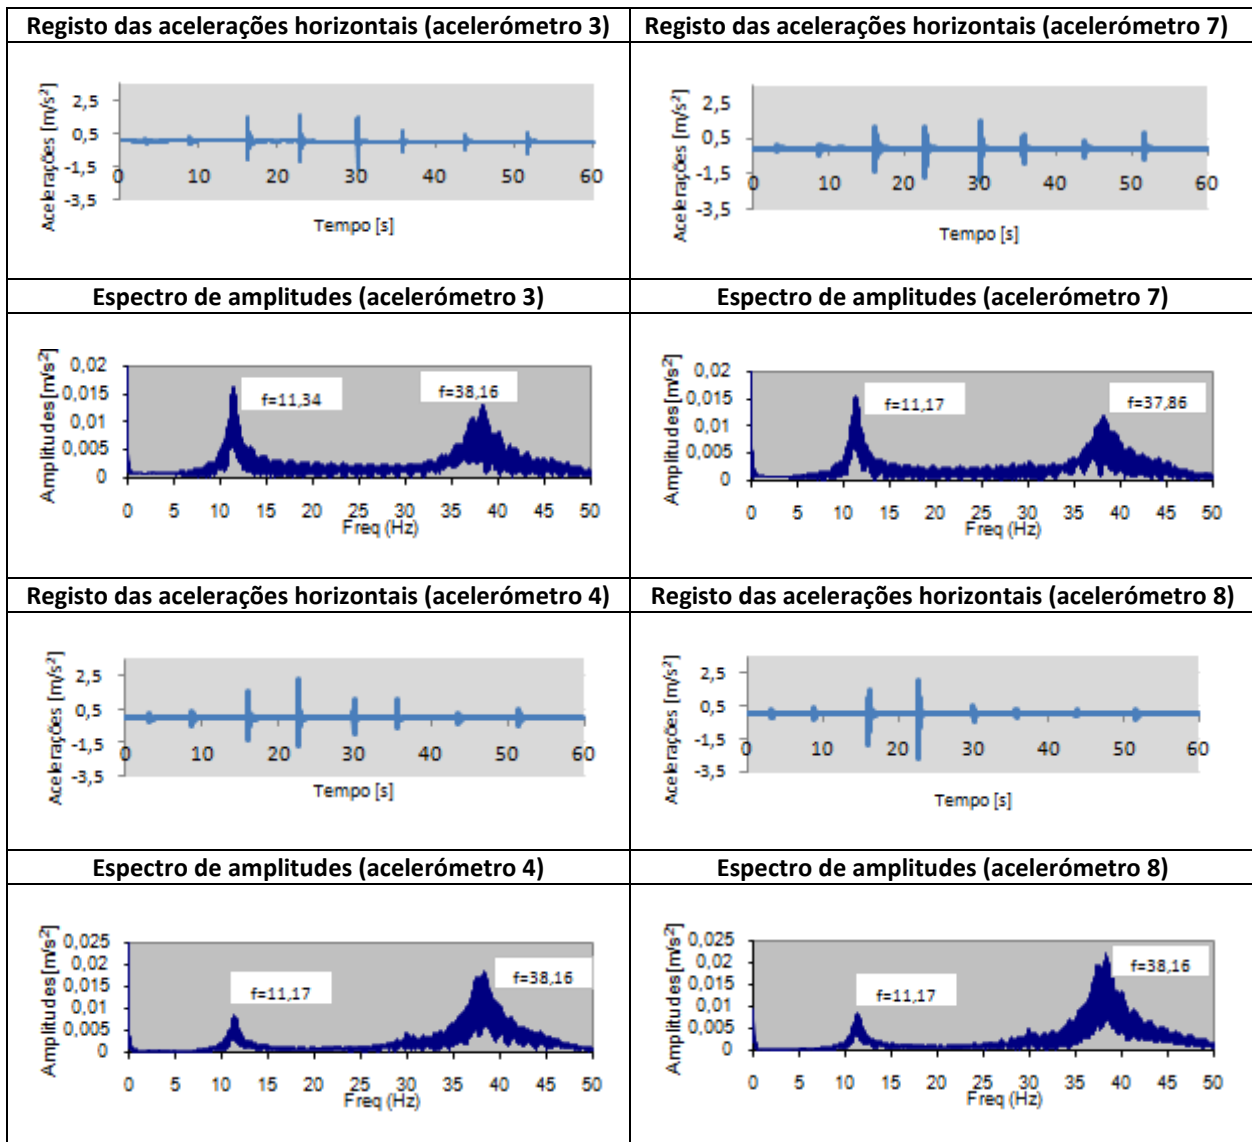 Registo das acelerações horizontais (acelerómetro 3)
Registo das acelerações horizontais (acelerómetro 7)
Acelerações [m/s²]
2,5
0,5
-1,5
-3,5
0 10 20 30 40 50 60
Tempo [s]
Acelerações [m/s²]
2,5
0,5
-1,5
-3,5
0 10 20 30 40 50 60
Tempo [s]
Espectro de amplitudes (acelerómetro 3)
Espectro de amplitudes (acelerómetro 7)
Amplitudes[m/s²]
0,02
0,015
0,01
0,005
0
f=11,34
f=38,16
0 5 10 15 20 25 30 35 40 45 50
Freq (Hz)
Amplitudes[m/s²]
0,02
0,015
0,01
0,005
0
f=11,17
f=37,86
0 5 10 15 20 25 30 35 40 45 50
Freq (Hz)
Registo das acelerações horizontais (acelerómetro 4)
Registo das acelerações horizontais (acelerómetro 8)
Acelerações [m/s²]
2,5
0,5
-1,5
-3,5
0 10 20 30 40 50 60
Tempo [s]
Acelerações [m/s²]
2,5
0,5
-1,5
-3,5
0 10 20 30 40 50 60
Tempo [s]
Espectro de amplitudes (acelerómetro 4)
Espectro de amplitudes (acelerómetro 8)
Amplitudes[m/s²]
0,025
0,02
0,015
0,01
0,005
0
f=11,17
f=38,16
0 5 10 15 20 25 30 35 40 45 50
Freq (Hz)
Amplitudes[m/s²]
0,025
0,02
0,015
0,01
0,005
0
f=11,17
f=38,16
0 5 10 15 20 25 30 35 40 45 50
Freq (Hz)